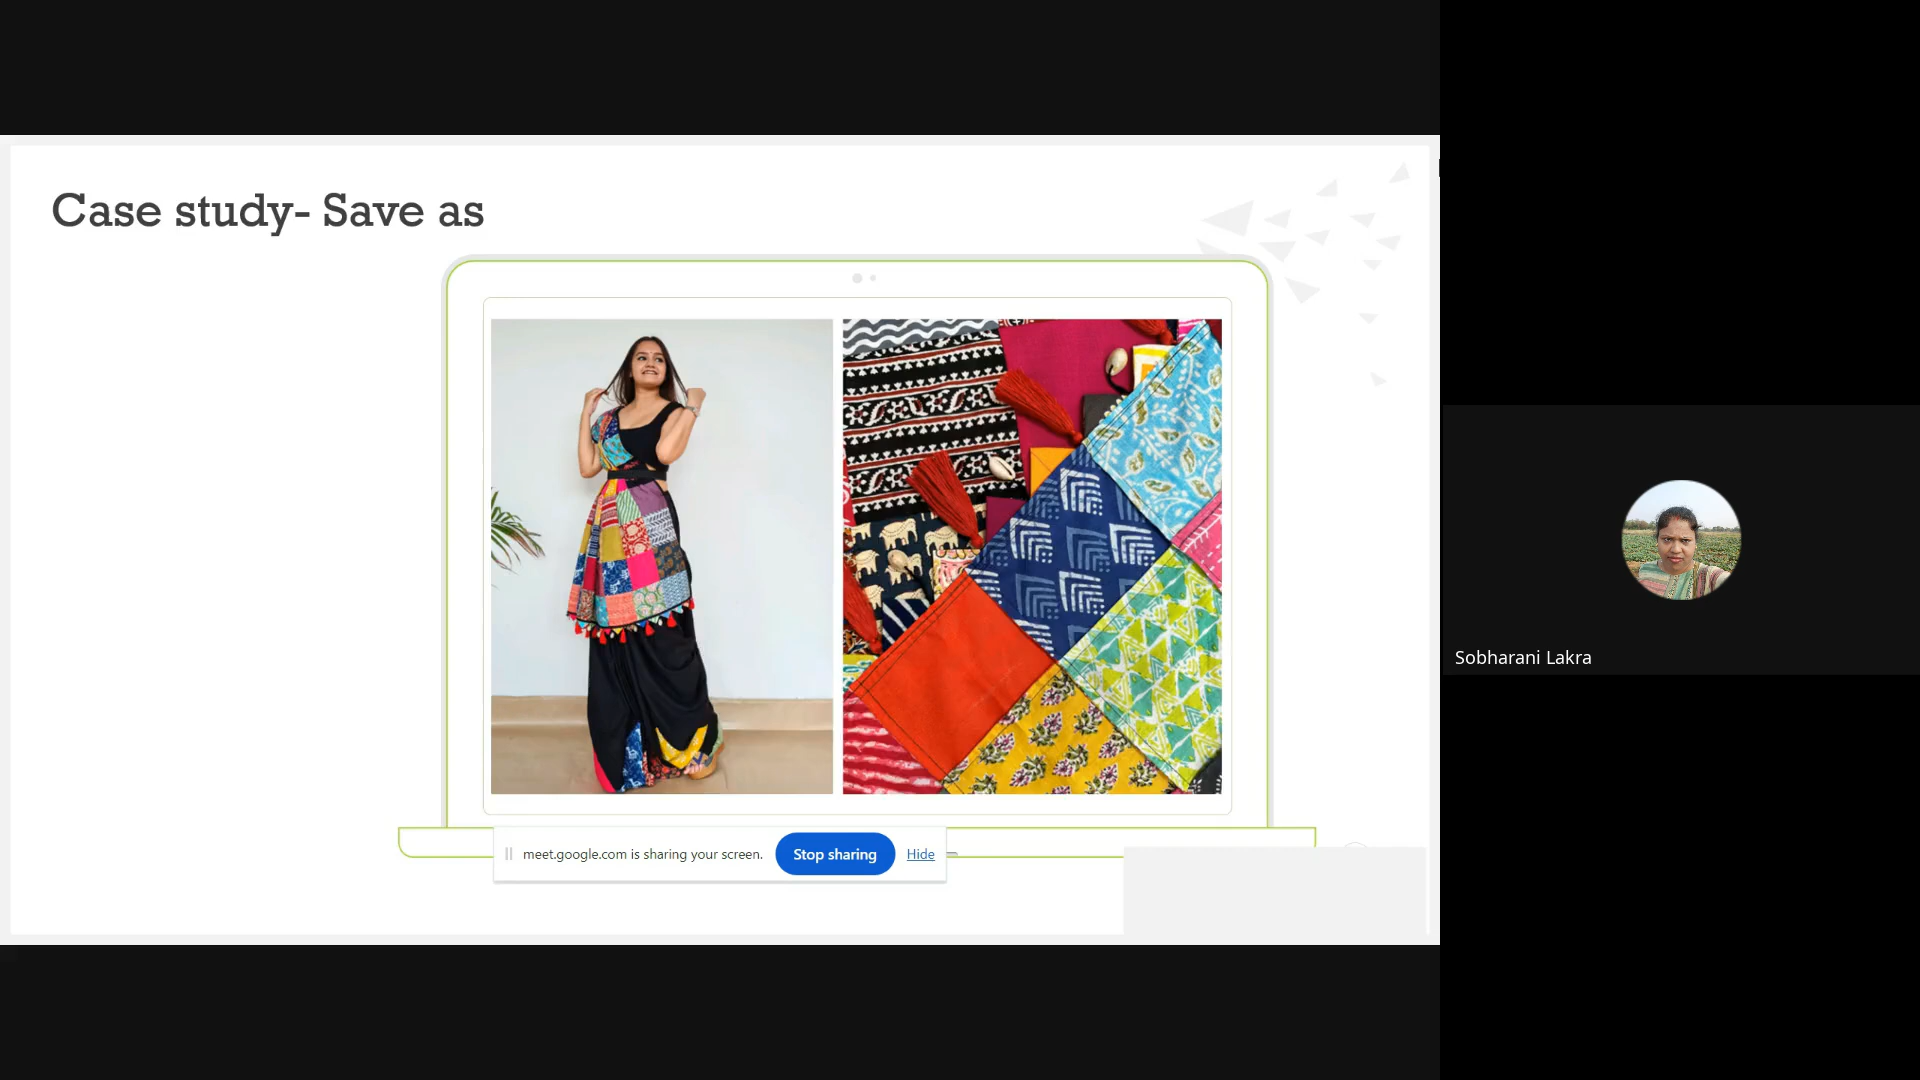 Case study- Save as
meet.google.com is sharing your screen.
Stop sharing
Hide
Sobharani Lakra